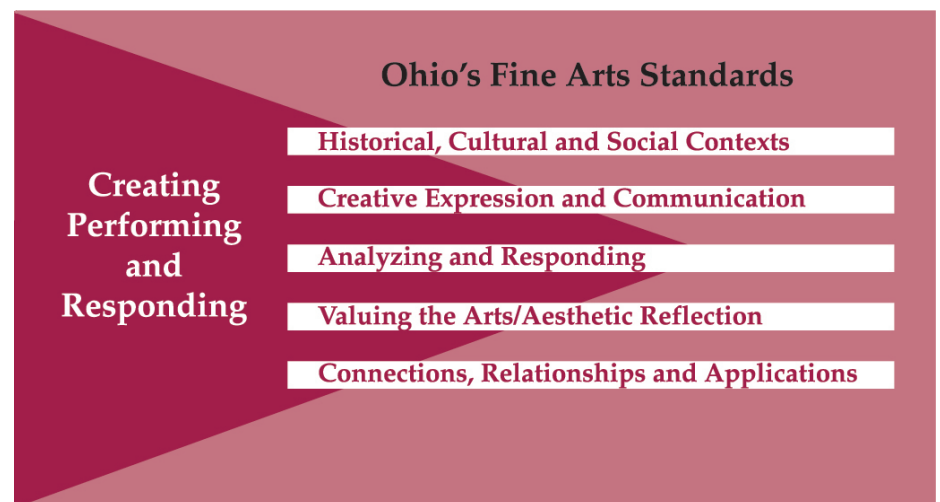 Ohio’s Fine Arts Standards
Creating
Performing
and
Responding
Historical, Cultural and Social Contexts
Creative Expression and Communication
Analyzing and Responding
Valuing the Arts/Aesthetic Reflection
Connections, Relationships and Applications